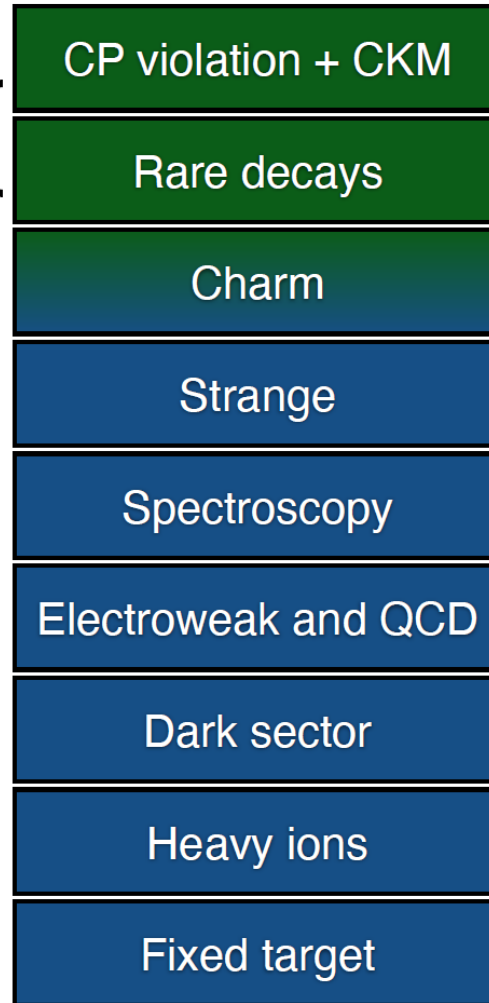 CP violation + CKM
Rare decays
Charm
Strange
Spectroscopy
Electroweak and QCD
Dark sector
Heavy ions
Fixed target